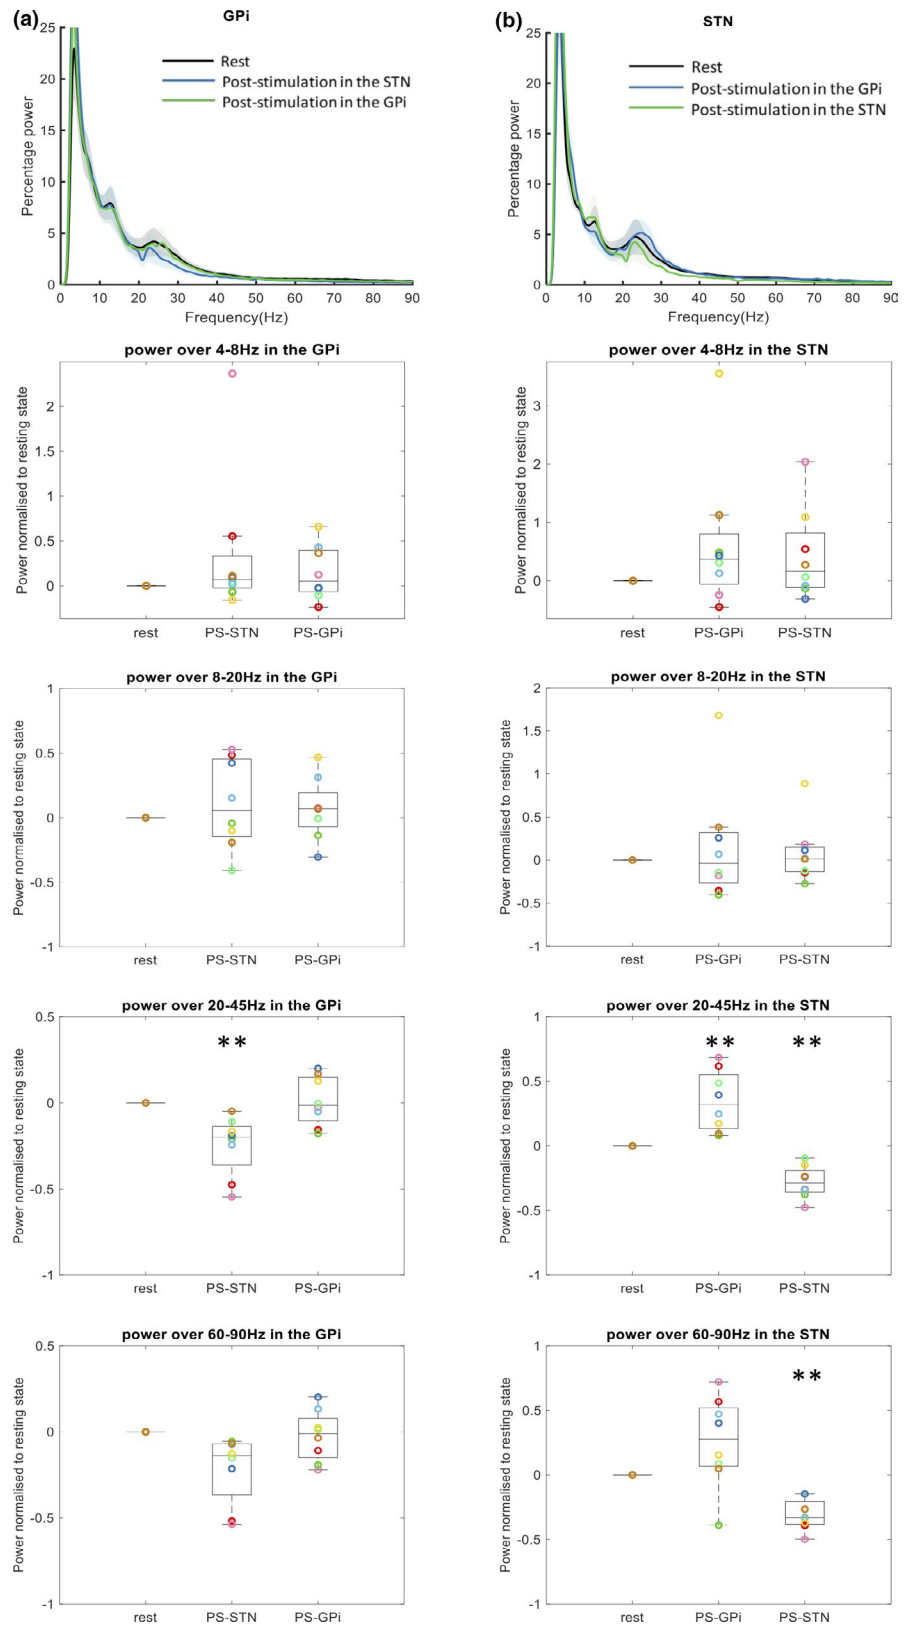 (a)
GPi
Percentage power
25
20
15
10
5
0
Rest
Post-stimulation in the STN
Post-stimulation in the GPi
0 10 20 30 40 50 60 70 80 90
Frequency(Hz)
(b)
STN
Percentage power
25
20
15
10
5
0
Rest
Post-stimulation in the GPi
Post-stimulation in the STN
0 10 20 30 40 50 60 70 80 90
Frequency(Hz)
power over 4-8Hz in the GPi
Power normalised to resting state
2
1.5
1
0.5
0
rest PS-STN PS-GPi
power over 4-8Hz in the STN
Power normalised to resting state
3
2
1
0
rest PS-GPi PS-STN
power over 8-20Hz in the GPi
Power normalised to resting state
1
0.5
0
-0.5
-1
rest PS-STN PS-GPi
power over 8-20Hz in the STN
Power normalised to resting state
2
1.5
1
0.5
0
-0.5
-1
rest PS-GPi PS-STN
power over 20-45Hz in the GPi
Power normalised to resting state
0.5
0
-0.5
-1
**
rest PS-STN PS-GPi
power over 20-45Hz in the STN
Power normalised to resting state
1
0.5
0
-0.5
-1
** **
rest PS-GPi PS-STN
power over 60-90Hz in the GPi
Power normalised to resting state
0.5
0
-0.5
-1
rest PS-STN PS-GPi
power over 60-90Hz in the STN
Power normalised to resting state
1
0.5
0
-0.5
-1
**
rest PS-GPi PS-STN